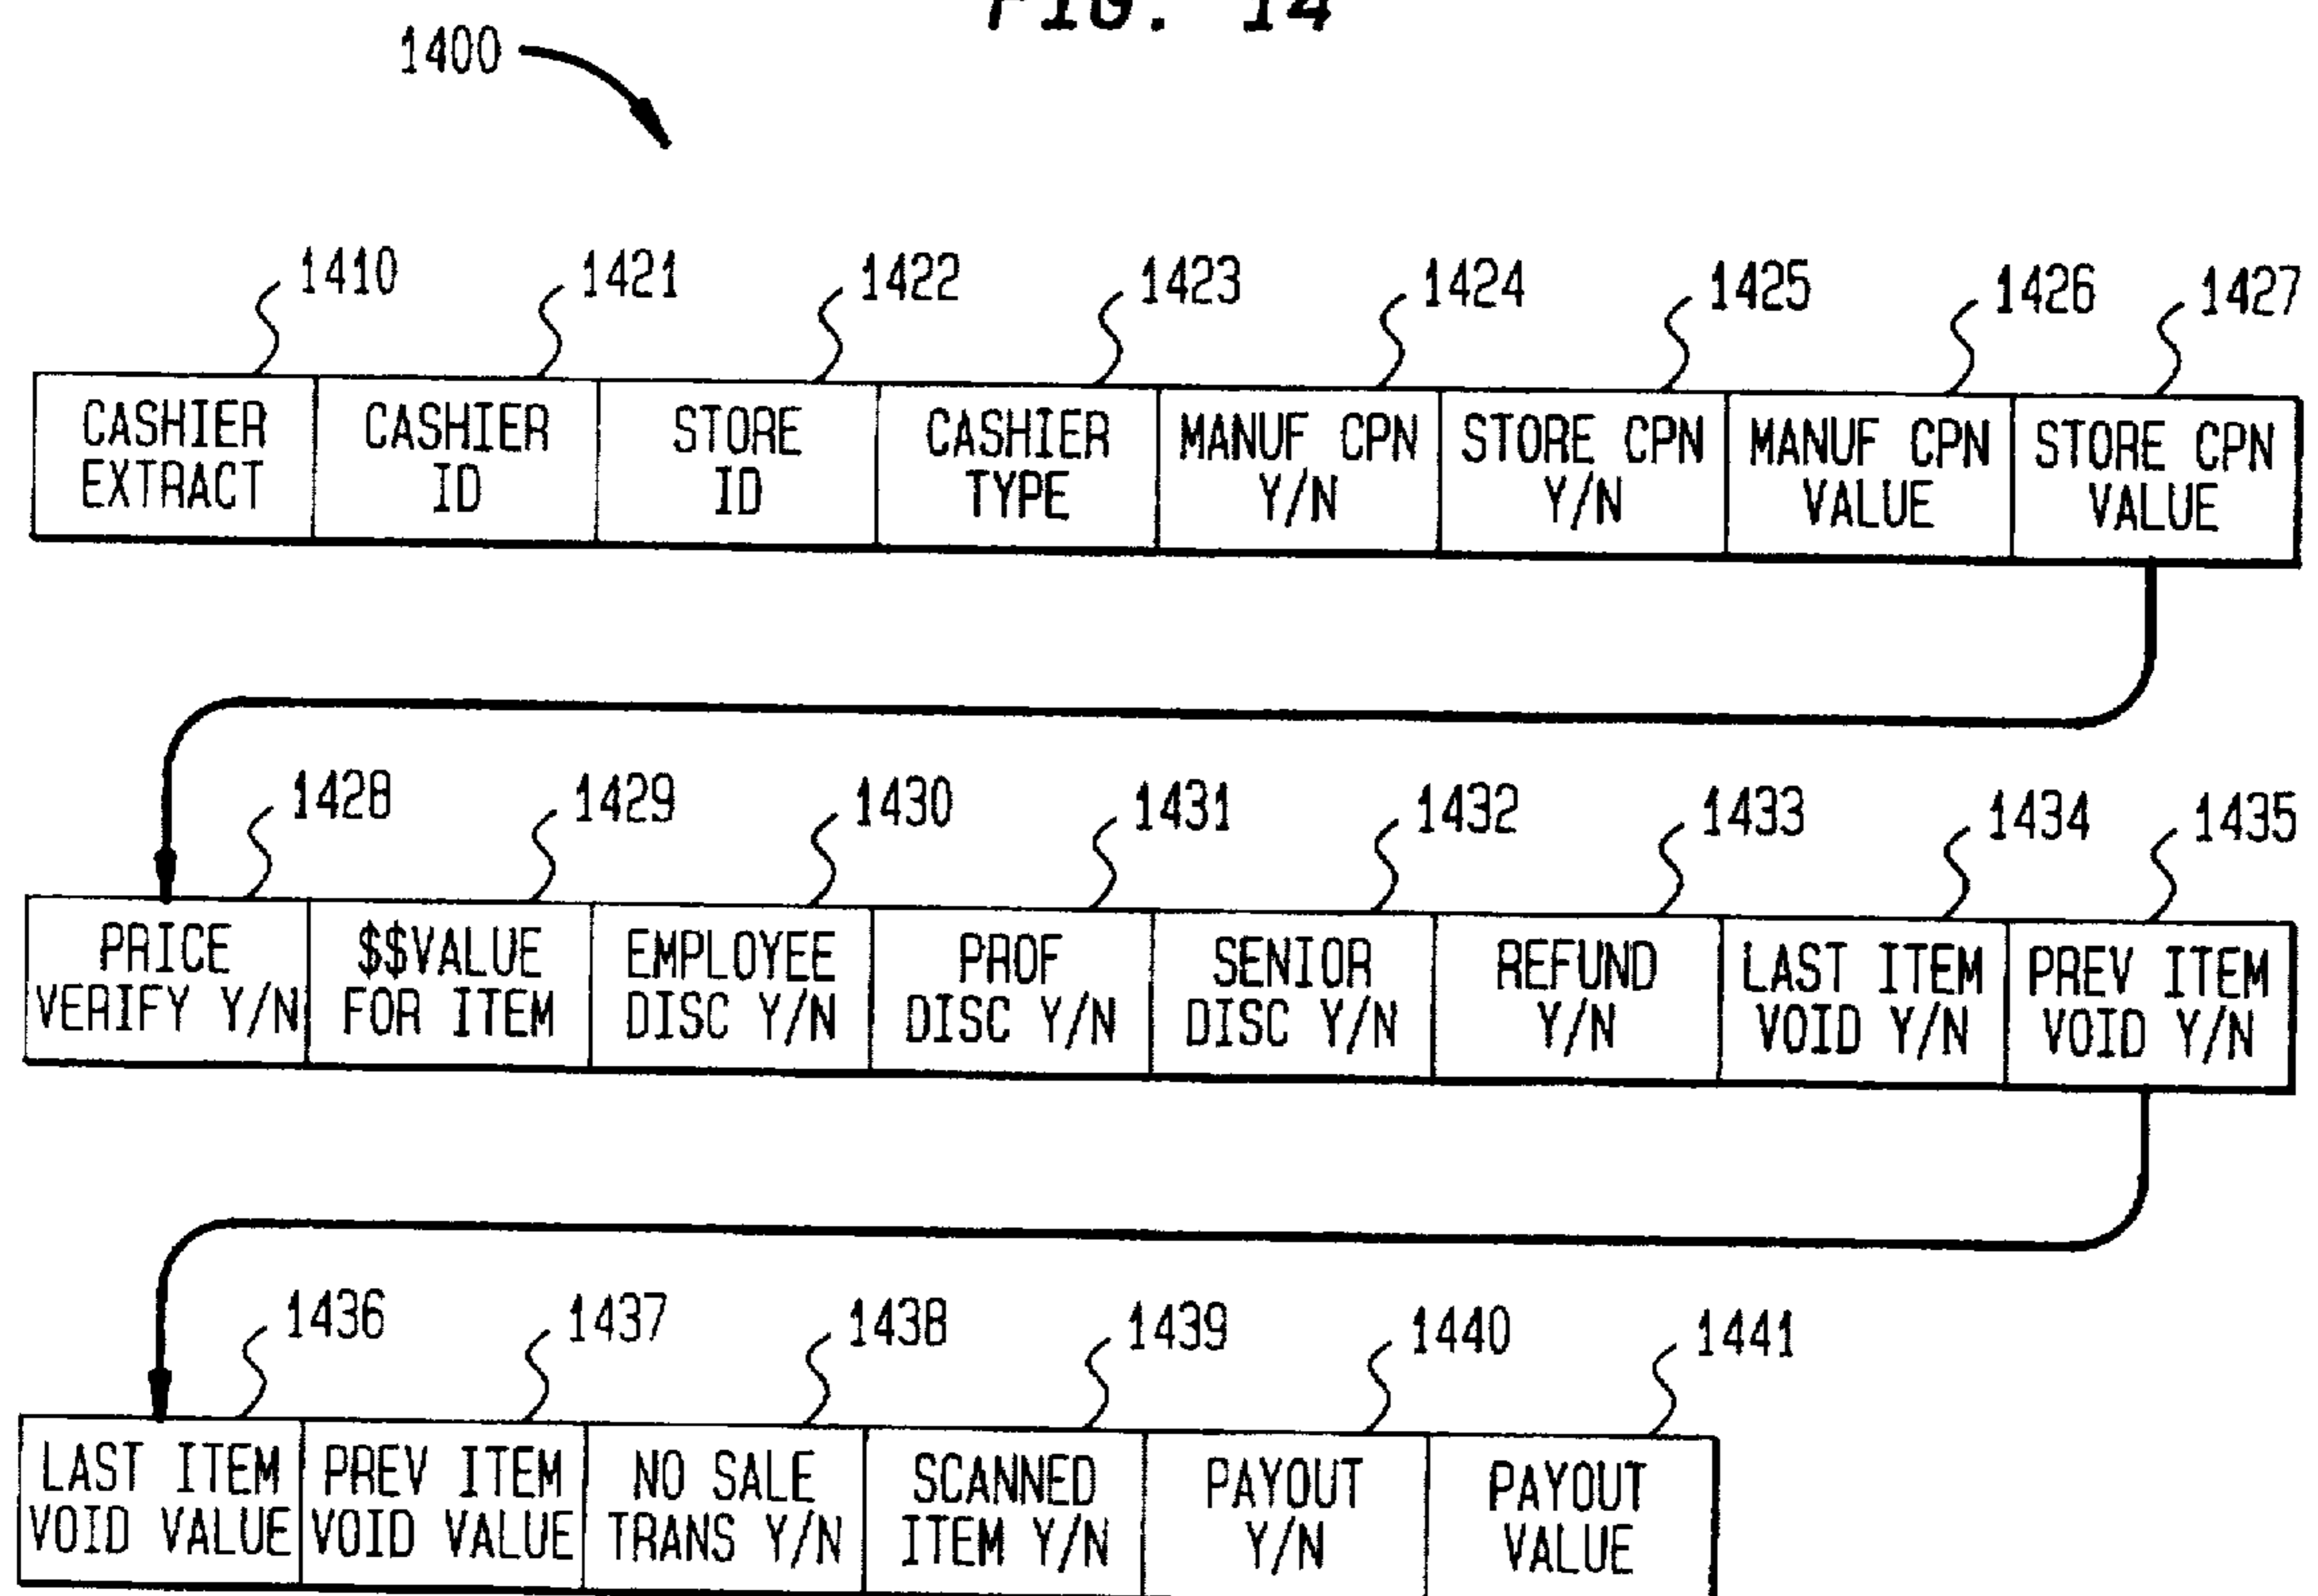 FIG. 14
1400
1410 1421 1422 1423 1424 1425 1426 1427
CASHIER EXTRACT
CASHIER ID
STORE ID
CASHIER TYPE
MANUF CPN Y/N
STORE CPN Y/N
MANUF CPN VALUE
STORE CPN VALUE
1428 1429 1430 1431 1432 1433 1434 1435
PRICE VERIFY Y/N
$$VALUE FOR ITEM
EMPLOYEE DISC Y/N
PROF DISC Y/N
SENIOR DISC Y/N
REFUND Y/N
LAST ITEM VOID Y/N
PREV ITEM VOID Y/N
1436 1437 1438 1439 1440 1441
LAST ITEM VOID VALUE
PREV ITEM VOID VALUE
NO SALE TRANS Y/N
SCANNED ITEM Y/N
PAYOUT Y/N
PAYOUT VALUE